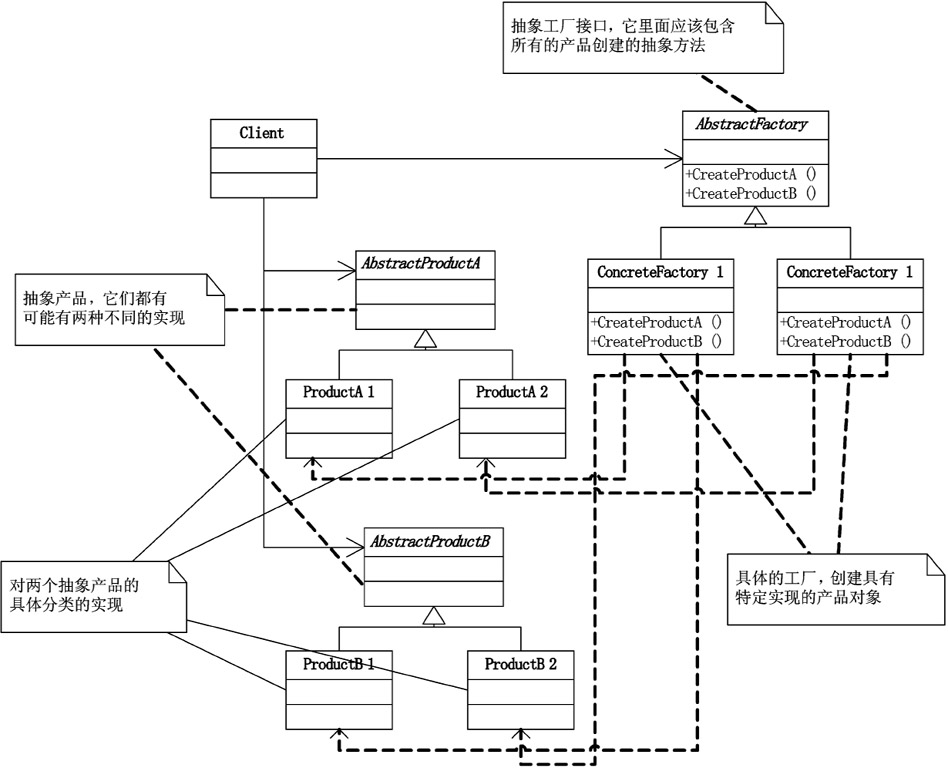 抽象工厂接口，它里面应该包含
所有的产品创建的抽象方法
Client
AbstractFactory
+CreateProductA ()
+CreateProductB ()
AbstractProductA
ConcreteFactory 1
+CreateProductA ()
+CreateProductB ()
ConcreteFactory 1
+CreateProductA ()
+CreateProductB ()
抽象产品，它们都有
可能有两种不同的实现
ProductA 1
ProductA 2
AbstractProductB
对两个抽象产品的
具体分类的实现
具体的工厂，创建具有
特定实现的产品对象
ProductB 1
ProductB 2